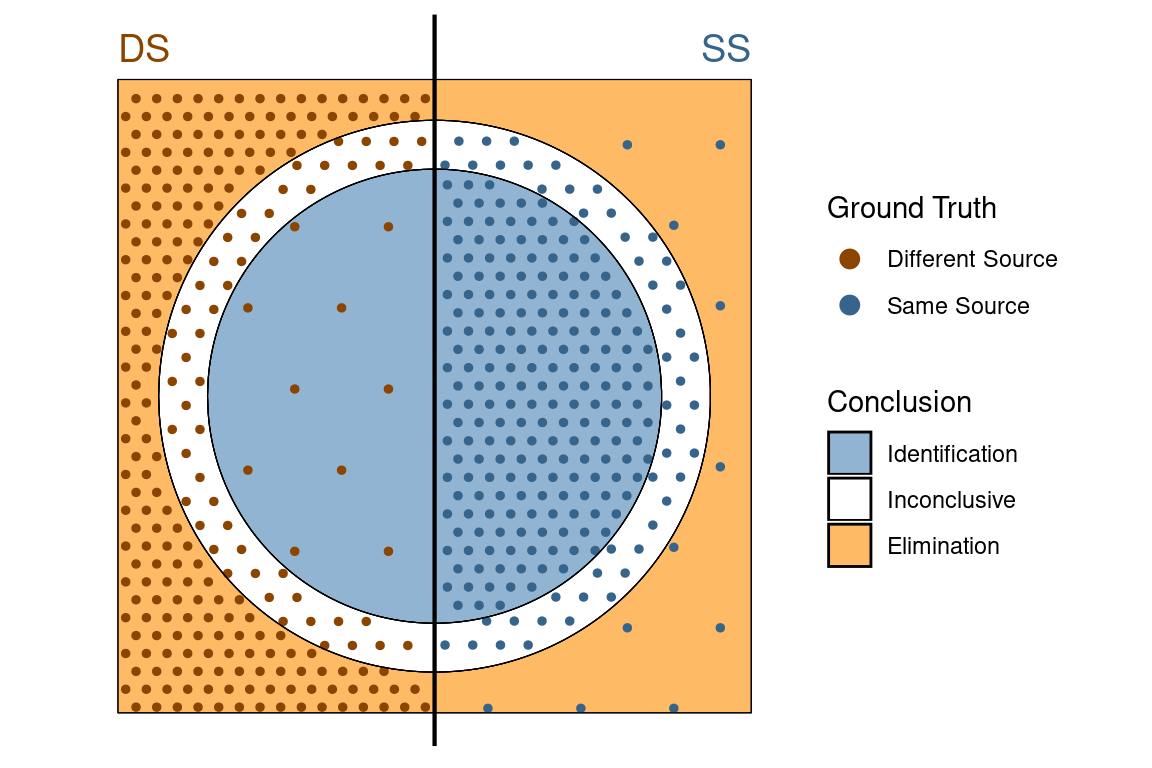 DS
SS
Ground Truth
Different Source
Same Source
Conclusion
Identification
Inconclusive
Elimination